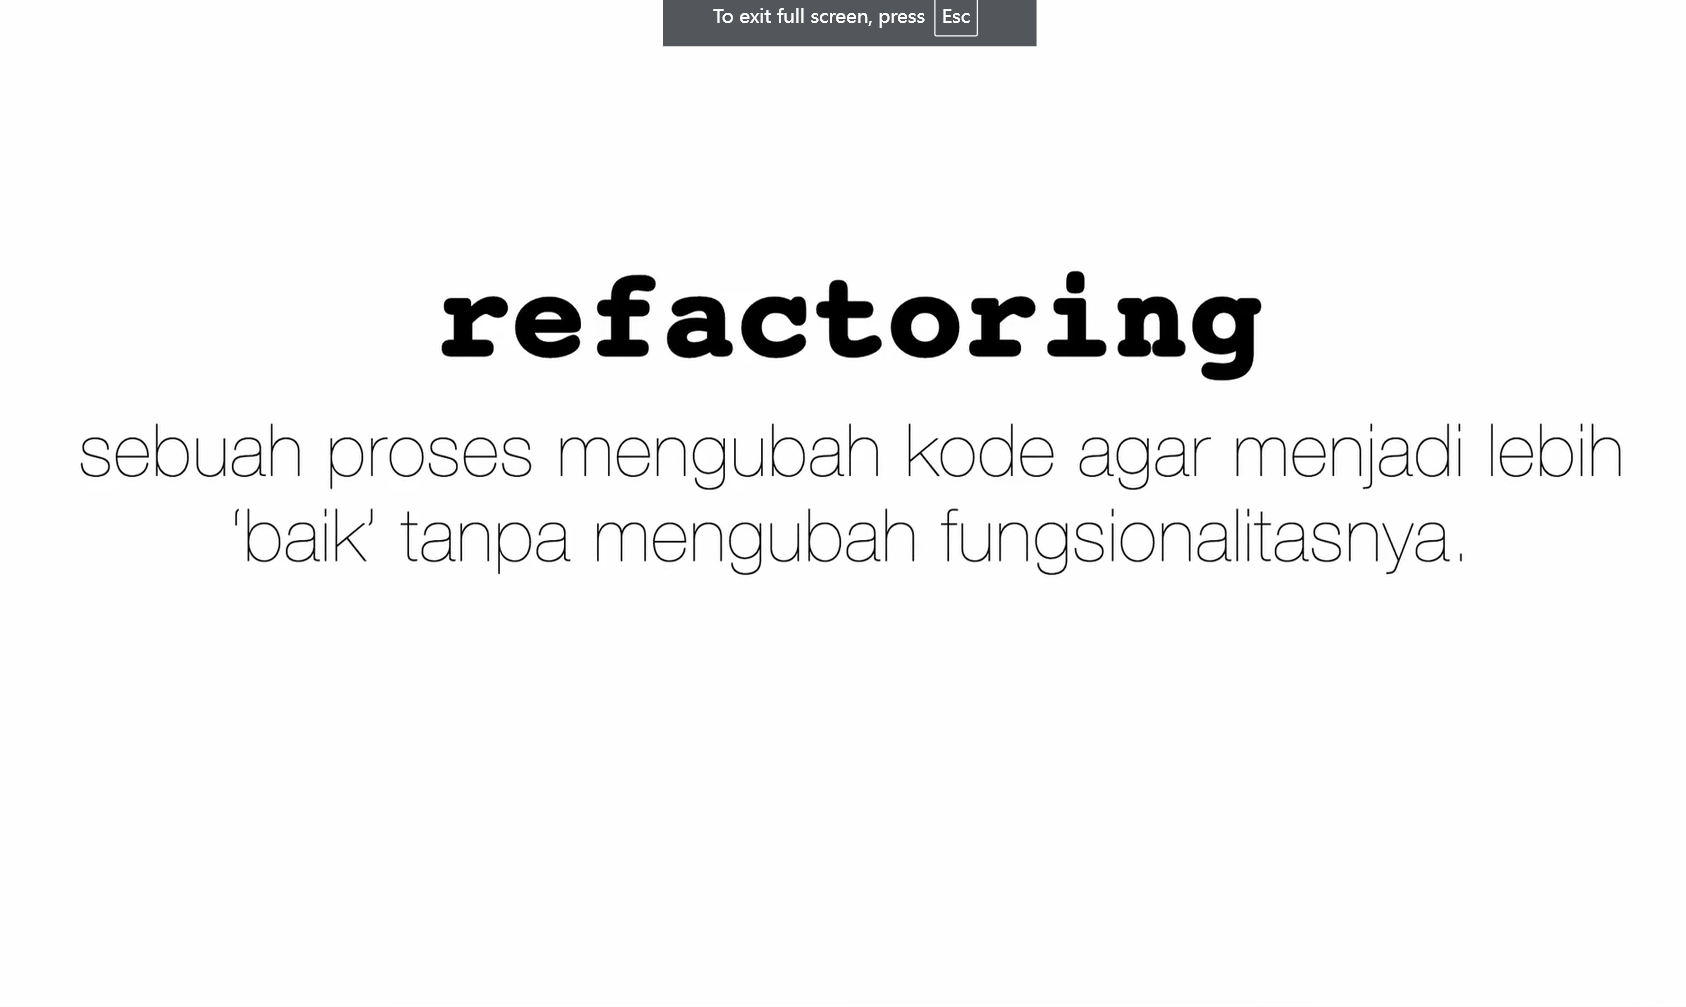 To exit full screen, press Esc
refactoring
sebuah proses mengubah kode agar menjadi lebih
‘baik’ tanpa mengubah fungsionalitasnya.